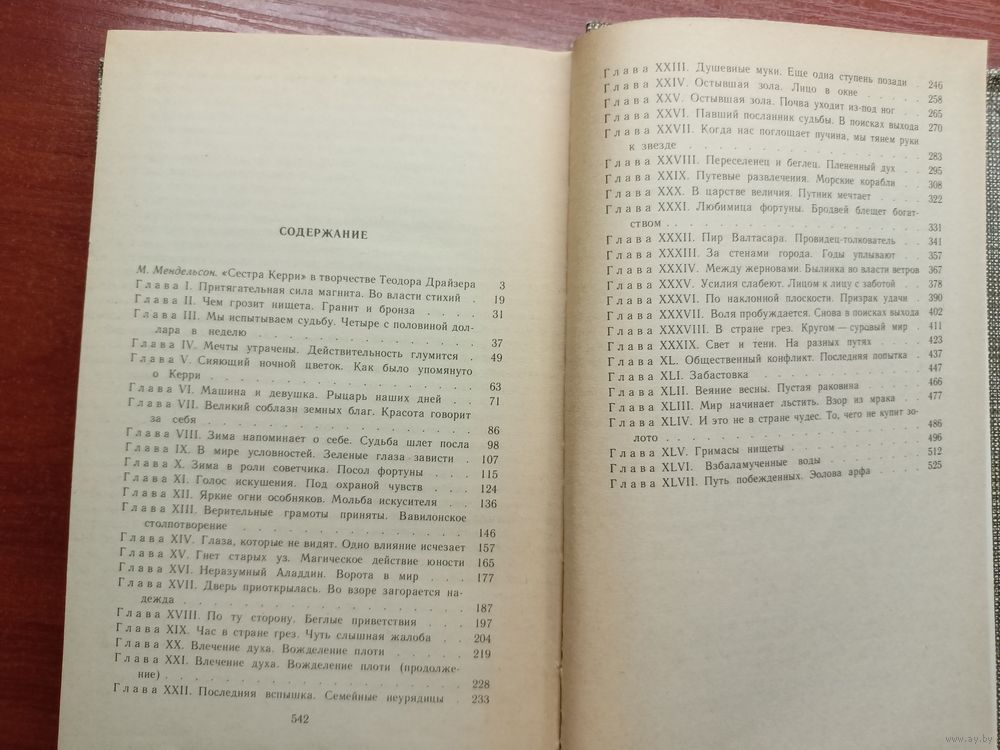 СОДЕРЖАНИЕ
М. Мендельсон. «Сестра Керри» в творчестве Теодора Драйзера 3
Глава I. Притягательная сила магнита. Во власти стихий . 19
Глава II. Чем грозит нищета. Гранит и бронза . . . . 31
Глава III. Мы испытываем судьбу. Четыре с половиной дол-
лара в неделю . . . . . . . . . . . . . 37
Глава IV. Мечты утрачены. Действительность глумится . 49
Глава V. Сияющий ночной цветок. Как было упомянуто
о Керри . . . . . . . . . . . . . . 63
Глава VI. Машина и девушка. Рыцарь наших дней . . 71
Глава VII. Великий соблазн земных благ. Красота говорит
за себя . . . . . . . . . . . . . . 86
Глава VIII. Зима напоминает о себе. Судьба шлет посла 98
Глава IX. В мире условностей. Зеленые глаза зависти . 107
Глава X. Зима в роли советчика. Посол фортуны . . . 115
Глава XI. Голос искушения. Под охраной чувств . . . 124
Глава XII. Яркие огни особняков. Мольба искусителя . . 136
Глава XIII. Верительные грамоты приняты. Вавилонское
столпотворение . . . . . . . . . . . . . 146
Глава XIV. Глаза, которые не видят. Одно влияние исчезает 157
Глава XV. Гнет старых уз. Магическое действие юности 165
Глава XVI. Неразумный Аладдин. Ворота в мир . . . 177
Глава XVII. Дверь приоткрылась. Во взоре загорается на-
дежда . . . . . . . . . . . . . . . 187
Глава XVIII. По ту сторону. Беглые приветствия . . . 197
Глава XIX. Час в стране грез. Чуть слышная жалоба . . 204
Глава XX. Влечение духа. Вожделение плоти . . . . 219
Глава XXI. Влечение духа. Вожделение плоти (продолже-
ние) . . . . . . . . . . . . . . . 228
Глава XXII. Последняя вспышка. Семейные неурядицы . 233
542
Глава XXIII. Душевные муки. Еще одна ступень позади . 246
Глава XXIV. Остывшая зола. Лицо в окне . . . . . 258
Глава XXV. Остывшая зола. Почва уходит из-под ног . . 265
Глава XXVI. Павший посланник судьбы. В поисках выхода 270
Глава XXVII. Когда нас поглощает пучина, мы тянем руки
к звезде . . . . . . . . . . . . . . 283
Глава XXVIII. Переселенец и беглец. Плененный дух . . 295
Глава XXIX. Путевые развлечения. Морские корабли . . 308
Глава XXX. В царстве величия. Путник мечтает . . . . 322
Глава XXXI. Любимица фортуны. Бродвей блещет богат-
ством . . . . . . . . . . . . . . . 331
Глава XXXII. Пир Валтасара. Провидец-толкователь . . 341
Глава XXXIII. За стенами города. Годы уплывают . . . 357
Глава XXXIV. Между жерновами. Былинка во власти ветров 367
Глава XXXV. Усилия слабеют. Лицом к лицу с заботой . 378
Глава XXXVI. По наклонной плоскости. Призрак удачи . 390
Глава XXXVII. Воля пробуждается. Снова в поисках выхода 402
Глава XXXVIII. В стране грез. Кругом — суровый мир . . 411
Глава XXXIX. Свет и тени. На разных путях . . . . 423
Глава XL. Общественный конфликт. Последняя попытка . 437
Глава XLI. Забастовка . . . . . . . . . . . 447
Глава XLII. Веяние весны. Пустая раковина . . . . 466
Глава XLIII. Мир начинает льстить. Взор из мрака . . . 477
Глава XLIV. И это не в стране чудес. То, чего не купит зо-
лото . . . . . . . . . . . . . . . 486
Глава XLV. Гримасы нищеты . . . . . . . . . 496
Глава XLVI. Взбаламученные воды . . . . . . . 512
Глава XLVII. Путь побежденных. Эолова арфа . . . . 525
www.ay.by